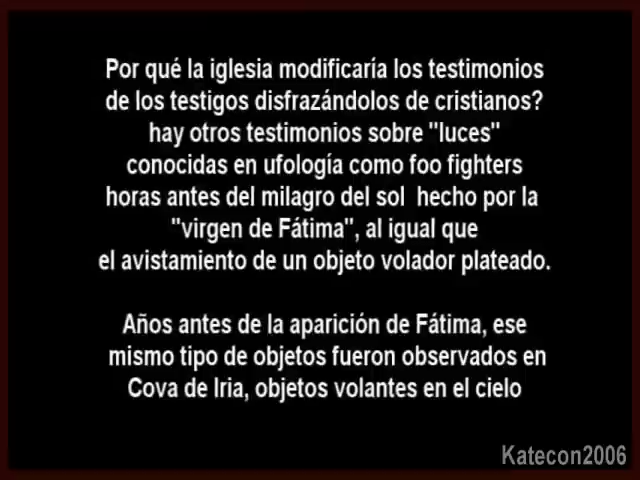 Por qué la iglesia modificaría los testimonios
de los testigos disfrazándolos de cristianos?
hay otros testimonios sobre "luces"
conocidas en ufología como foo fighters
horas antes del milagro del sol hecho por la
"virgen de Fátima", al igual que
el avistamiento de un objeto volador plateado.
Años antes de la aparición de Fátima, ese
mismo tipo de objetos fueron observados en
Cova de Iria, objetos volantes en el cielo
Katecon2006